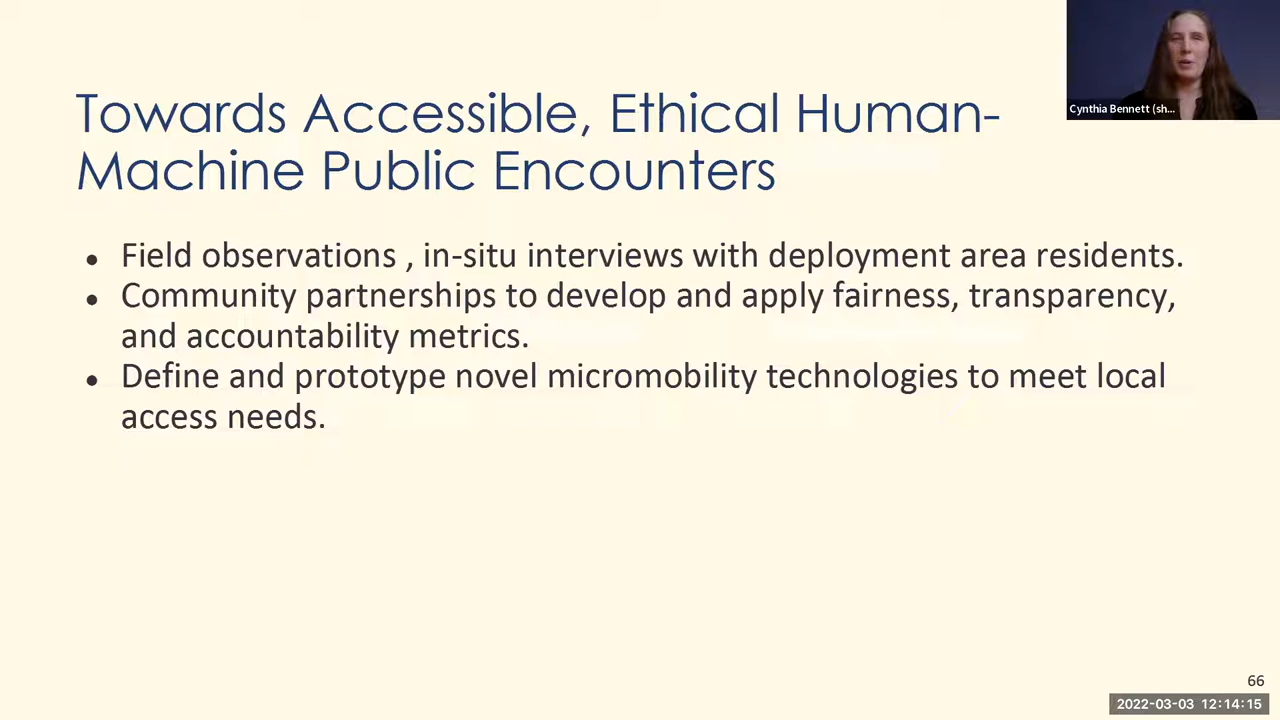 Cynthia Bennett (sh...
Towards Accessible, Ethical Human-
Machine Public Encounters
● Field observations , in-situ interviews with deployment area residents.
● Community partnerships to develop and apply fairness, transparency,
and accountability metrics.
● Define and prototype novel micromobility technologies to meet local
access needs.
66
2022-03-03 12:14:15